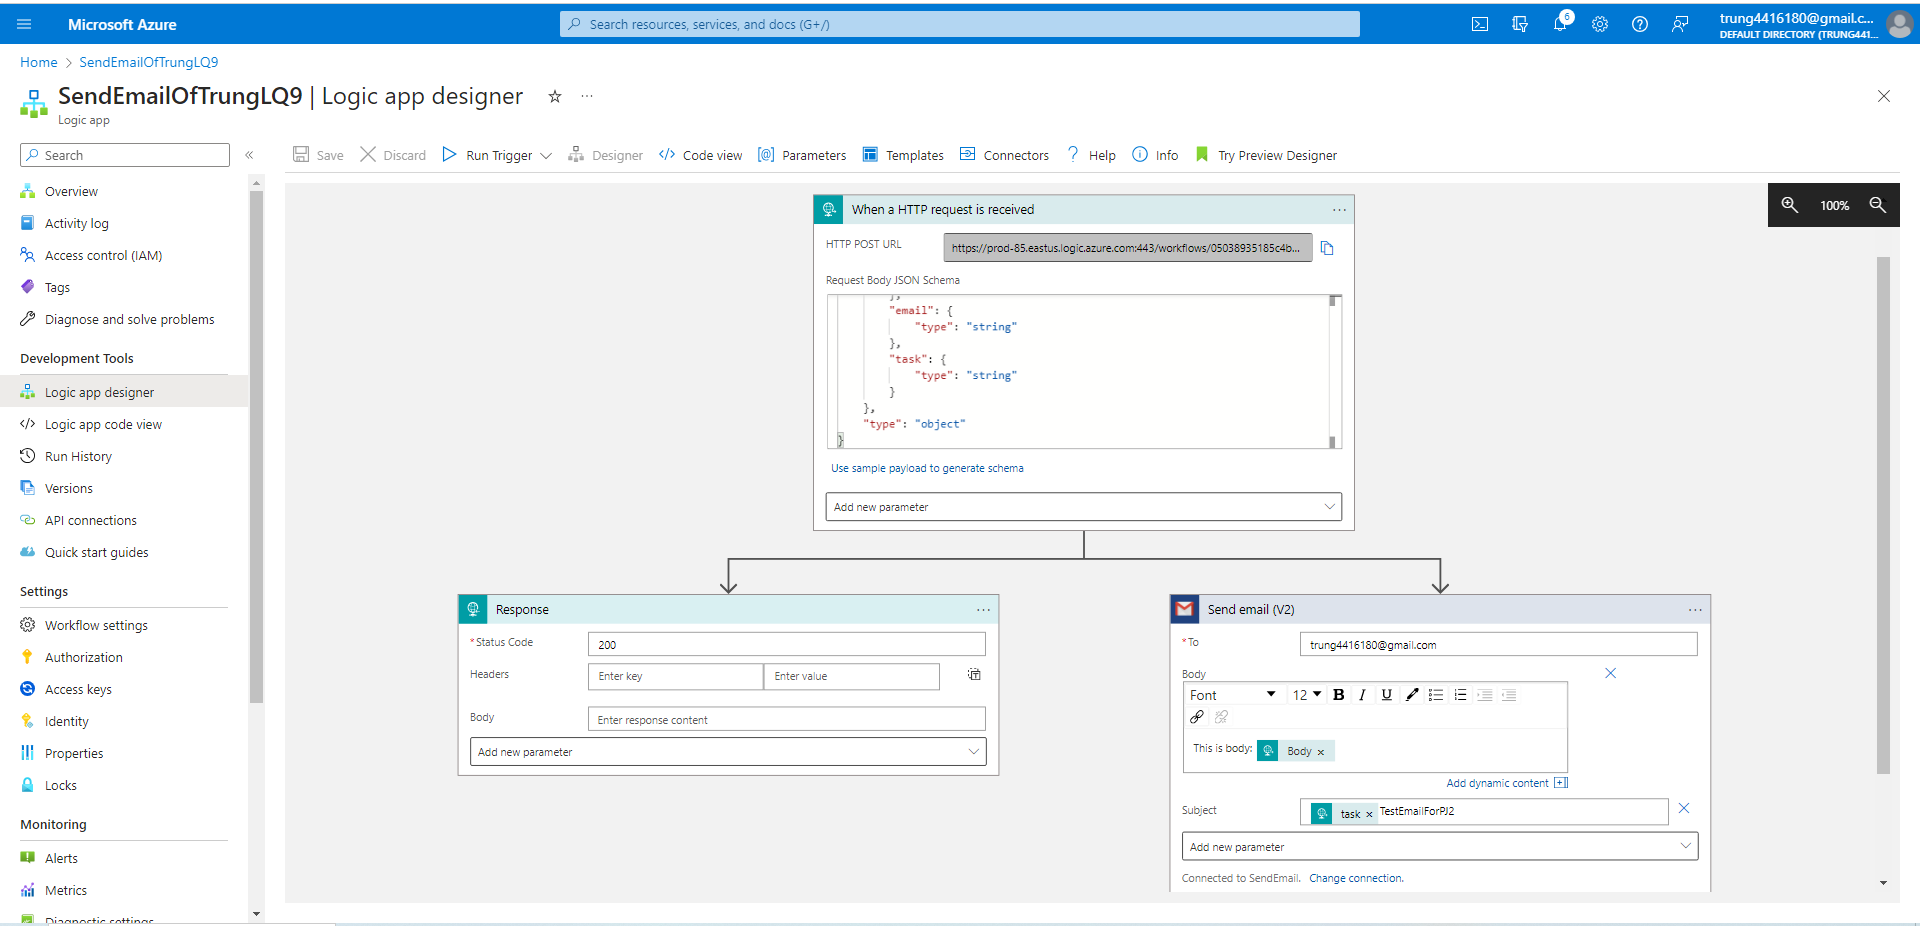 Microsoft Azure
Search resources, services, and docs (G+/)
6
trung4416180@gmail.c...
DEFAULT DIRECTORY (TRUNG441...
Home > SendEmailOfTrungLQ9
SendEmailOfTrungLQ9 | Logic app designer
Logic app
Search
Overview
Activity log
Access control (IAM)
Tags
Diagnose and solve problems
Development Tools
Logic app designer
Logic app code view
Run History
Versions
API connections
Quick start guides
Settings
Workflow settings
Authorization
Access keys
Identity
Properties
Locks
Monitoring
Alerts
Metrics
Diagnostic settings
Save Discard Run Trigger Designer Code view Parameters Templates Connectors Help Info Try Preview Designer
100%
When a HTTP request is received
HTTP POST URL https://prod-85.eastus.logic.azure.com:443/workflows/05038935185c4b...
Request Body JSON Schema
},
"email": {
"type": "string"
},
"task": {
"type": "string"
}
},
"type": "object"
}
Use sample payload to generate schema
Add new parameter
Response
* Status Code 200
Headers Enter key Enter value
Body Enter response content
Add new parameter
Send email (V2)
* To trung4416180@gmail.com
Body
Font 12 B I U
This is body: Body x
Add dynamic content
Subject task x TestEmailForPJ2
Add new parameter
Connected to SendEmail. Change connection.